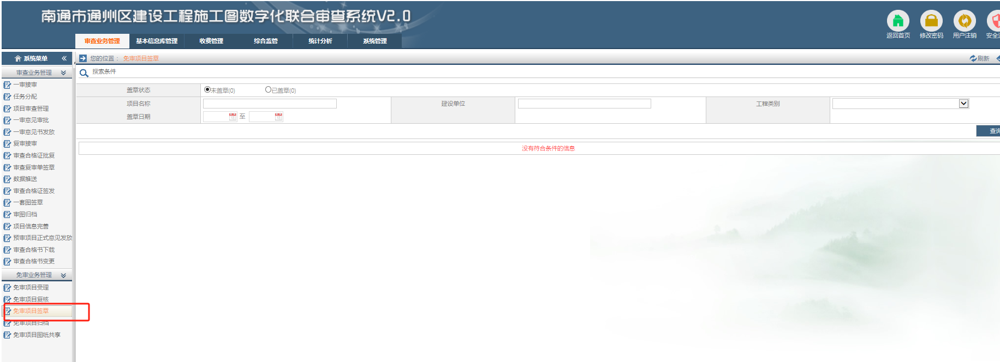 南通市通州区建设工程施工图数字化联合审查系统V2.0
返回首页 修改密码 用户注销
审查业务管理 基本信息库管理 收费管理 综合监管 统计分析 系统管理
系统菜单
您的位置： 免审项目签章
刷新
审查业务管理
搜索条件
一审接审
任务分配
项目审查管理
一审意见审批
一审意见书发放
复审接审
审查合格证批复
审查复审单签章
数据推送
审查合格证签发
一套图签章
审图归档
项目信息完善
预审项目正式意见发放
审查合格书下载
审查合格书变更
免审业务管理
免审项目受理
免审项目复核
免审项目签章
免审项目归档
免审项目图纸共享
盖章状态 未盖章(0) 已盖章(0)
项目名称 建设单位 工程类别
盖章日期 至
查询
没有符合条件的信息